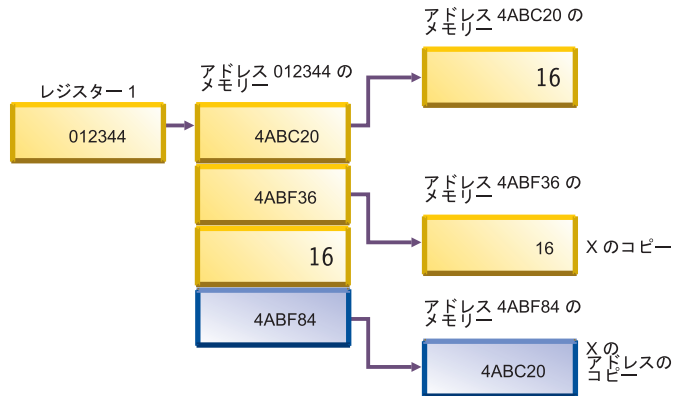 レジスター 1
012344
アドレス 012344 の
メモリー
4ABC20
4ABF36
16
4ABF84
アドレス 4ABC20 の
メモリー
16
アドレス 4ABF36 の
メモリー
16
X のコピー
アドレス 4ABF84 の
メモリー
4ABC20
X の
アドレスの
コピー